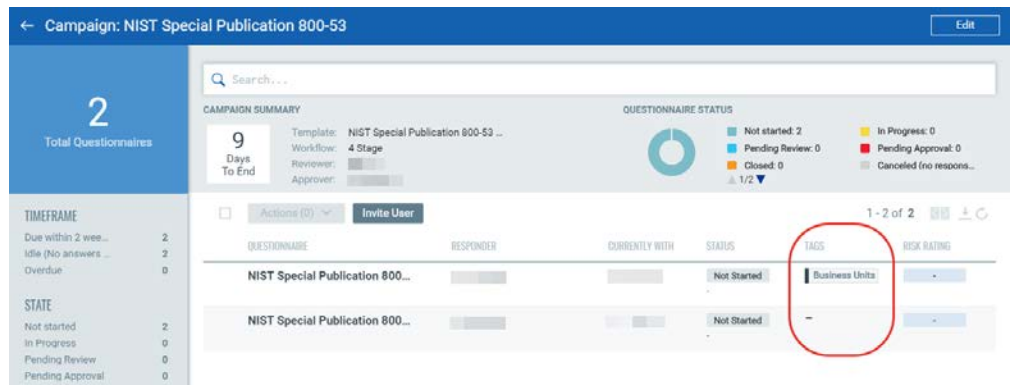 ← Campaign: NIST Special Publication 800-53
Edit
2
Total Questionnaires
TIMEFRAME
Due within 2 wee... 2
Idle (No answers ... 2
Overdue 0
STATE
Not started 2
In Progress 0
Pending Review 0
Pending Approval 0
Search...
CAMPAIGN SUMMARY
9
Days
To End
Template: NIST Special Publication 800-53 ...
Workflow: 4 Stage
Reviewer:
Approver:
QUESTIONNAIRE STATUS
Not started: 2
In Progress: 0
Pending Review: 0
Pending Approval: 0
Closed: 0
Canceled (no respons...
1/2
Actions (0)
Invite User
1 - 2 of 2
QUESTIONNAIRE RESPONDER CURRENTLY WITH STATUS TAGS RISK RATING
NIST Special Publication 800... Not Started Business Units -
-
NIST Special Publication 800... Not Started – -
-